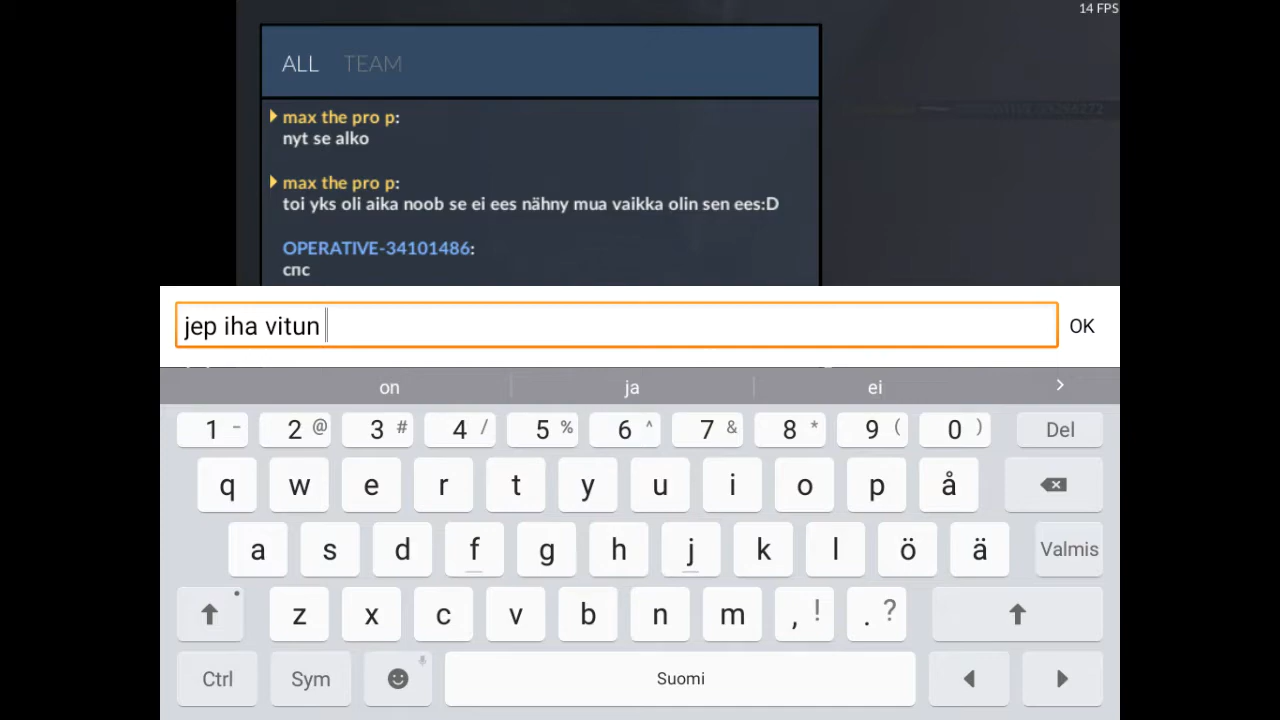 14 FPS
ALL TEAM
max the pro p:
nyt se alko
max the pro p:
toi yks oli aika noob se ei ees nähny mua vaikka olin sen ees:D
OPERATIVE-34101486:
спс
jep iha vitun
OK
on ja ei >
1 - 2 @ 3 # 4 / 5 % 6 ^ 7 & 8 * 9 ( 0 ) Del
q w e r t y u i o p å
a s d f g h j k l ö ä Valmis
z x c v b n m , ! . ?
Ctrl Sym Suomi